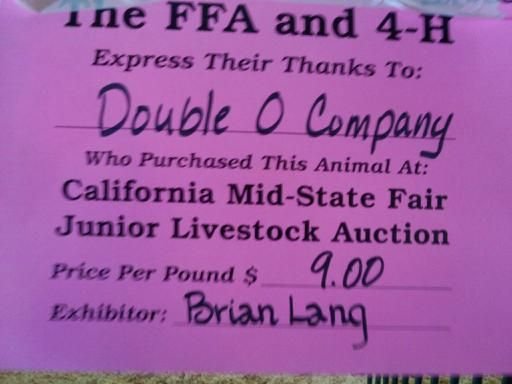 The FFA and 4-H
Express Their Thanks To:
Double O Company
Who Purchased This Animal At:
California Mid-State Fair
Junior Livestock Auction
Price Per Pound $ 9.00
Exhibitor: Brian Lang